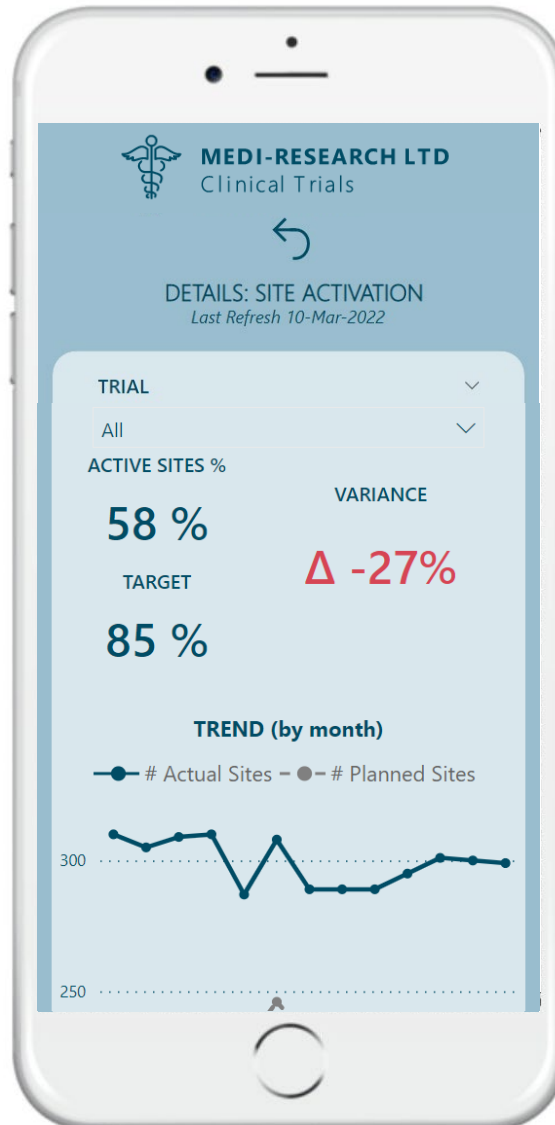 MEDI-RESEARCH LTD
Clinical Trials
DETAILS: SITE ACTIVATION
Last Refresh 10-Mar-2022
TRIAL
All
ACTIVE SITES %
58 %
VARIANCE
Δ -27%
TARGET
85 %
TREND (by month)
# Actual Sites # Planned Sites
300
250